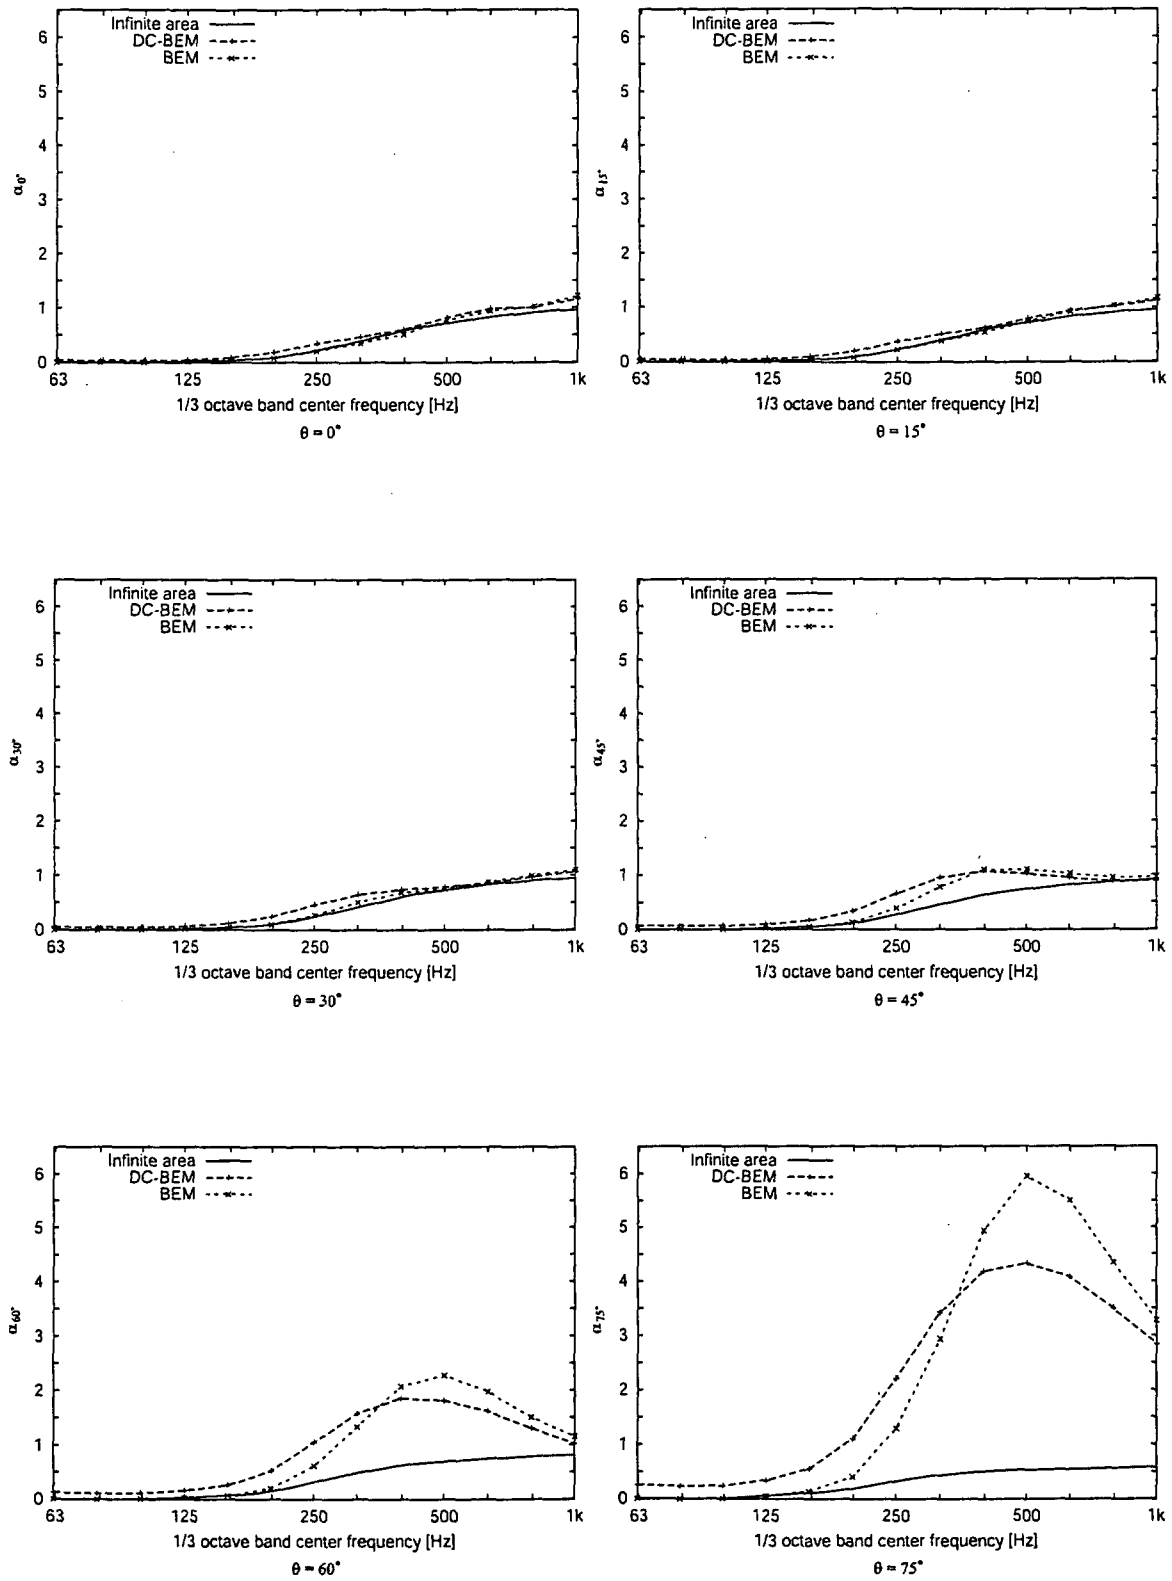 Infinite area
DC-BEM
BEM
6
5
4
3
2
1
0
α0°
63 125 250 500 1k
1/3 octave band center frequency [Hz]
θ = 0°
Infinite area
DC-BEM
BEM
6
5
4
3
2
1
0
α15°
63 125 250 500 1k
1/3 octave band center frequency [Hz]
θ = 15°
Infinite area
DC-BEM
BEM
6
5
4
3
2
1
0
α30°
63 125 250 500 1k
1/3 octave band center frequency [Hz]
θ = 30°
Infinite area
DC-BEM
BEM
6
5
4
3
2
1
0
α45°
63 125 250 500 1k
1/3 octave band center frequency [Hz]
θ = 45°
Infinite area
DC-BEM
BEM
6
5
4
3
2
1
0
α60°
63 125 250 500 1k
1/3 octave band center frequency [Hz]
θ = 60°
Infinite area
DC-BEM
BEM
6
5
4
3
2
1
0
α75°
63 125 250 500 1k
1/3 octave band center frequency [Hz]
θ = 75°